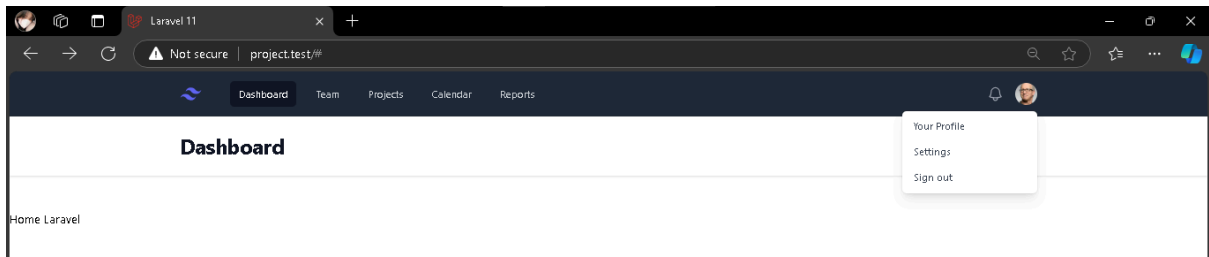 Laravel 11
Not secure | project.test/#
Dashboard Team Projects Calendar Reports
Your Profile
Settings
Sign out
Dashboard
Home Laravel